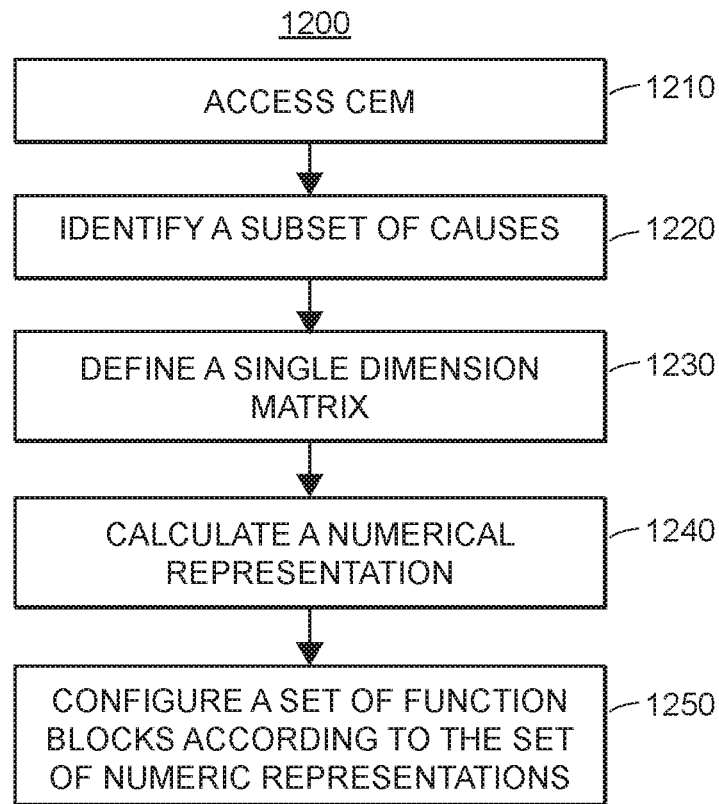 1200
ACCESS CEM
1210
IDENTIFY A SUBSET OF CAUSES
1220
DEFINE A SINGLE DIMENSION
MATRIX
1230
CALCULATE A NUMERICAL
REPRESENTATION
1240
CONFIGURE A SET OF FUNCTION
BLOCKS ACCORDING TO THE SET
OF NUMERIC REPRESENTATIONS
1250